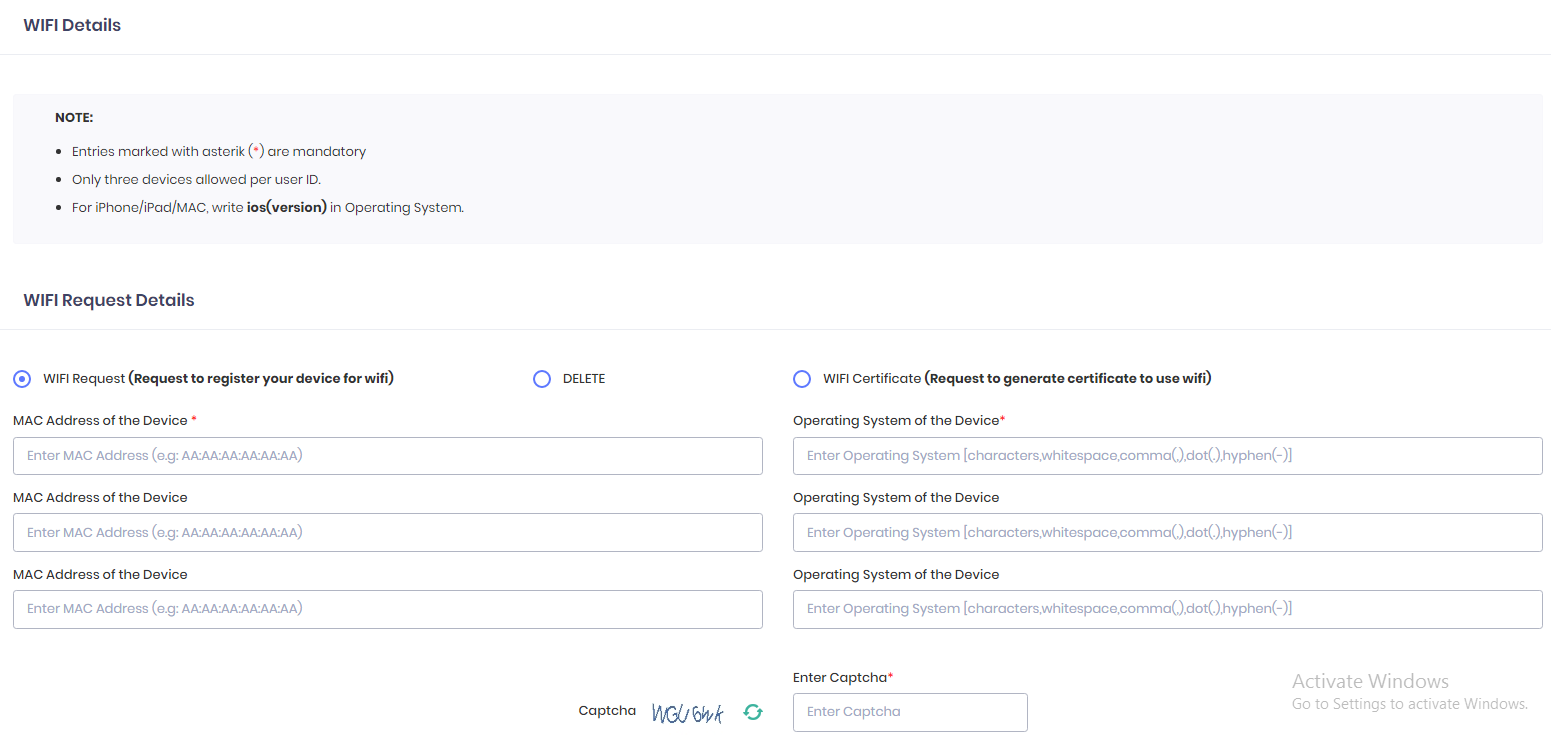 WIFI Details
NOTE:
Entries marked with asterik (*) are mandatory
Only three devices allowed per user ID.
For iPhone/iPad/MAC, write ios(version) in Operating System.
WIFI Request Details
WIFI Request (Request to register your device for wifi) DELETE WIFI Certificate (Request to generate certificate to use wifi)
MAC Address of the Device * Operating System of the Device*
Enter MAC Address (e.g: AA:AA:AA:AA:AA:AA) Enter Operating System [characters,whitespace,comma(,),dot(.),hyphen(-)]
MAC Address of the Device Operating System of the Device
Enter MAC Address (e.g: AA:AA:AA:AA:AA:AA) Enter Operating System [characters,whitespace,comma(,),dot(.),hyphen(-)]
MAC Address of the Device Operating System of the Device
Enter MAC Address (e.g: AA:AA:AA:AA:AA:AA) Enter Operating System [characters,whitespace,comma(,),dot(.),hyphen(-)]
Enter Captcha*
Captcha Enter Captcha
Activate Windows
Go to Settings to activate Windows.